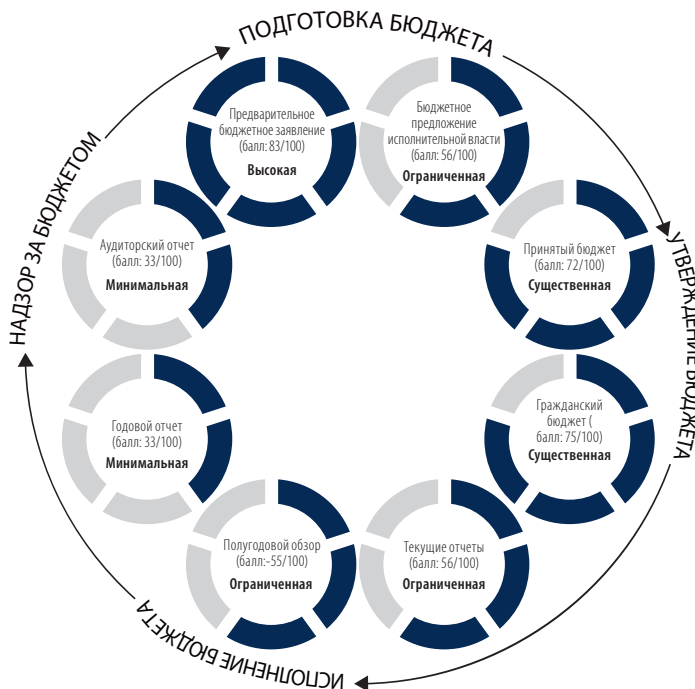 ПОДГОТОВКА БЮДЖЕТА
Предварительное
бюджетное заявление
(балл: 83/100)
Высокая
Бюджетное
предложение
исполнительной власти
(балл: 56/100)
Ограниченная
УТВЕРЖДЕНИЕ БЮДЖЕТА
Принятый бюджет
(балл: 72/100)
Существенная
Гражданский
бюджет (
балл: 75/100)
Существенная
ИСПОЛНЕНИЕ БЮДЖЕТА
Текущие отчеты
(балл: 56/100)
Ограниченная
Полугодовой обзор
(балл:-55/100)
Ограниченная
НАДЗОР ЗА БЮДЖЕТОМ
Годовой отчет
(балл: 33/100)
Минимальная
Аудиторский отчет
(балл: 33/100)
Минимальная